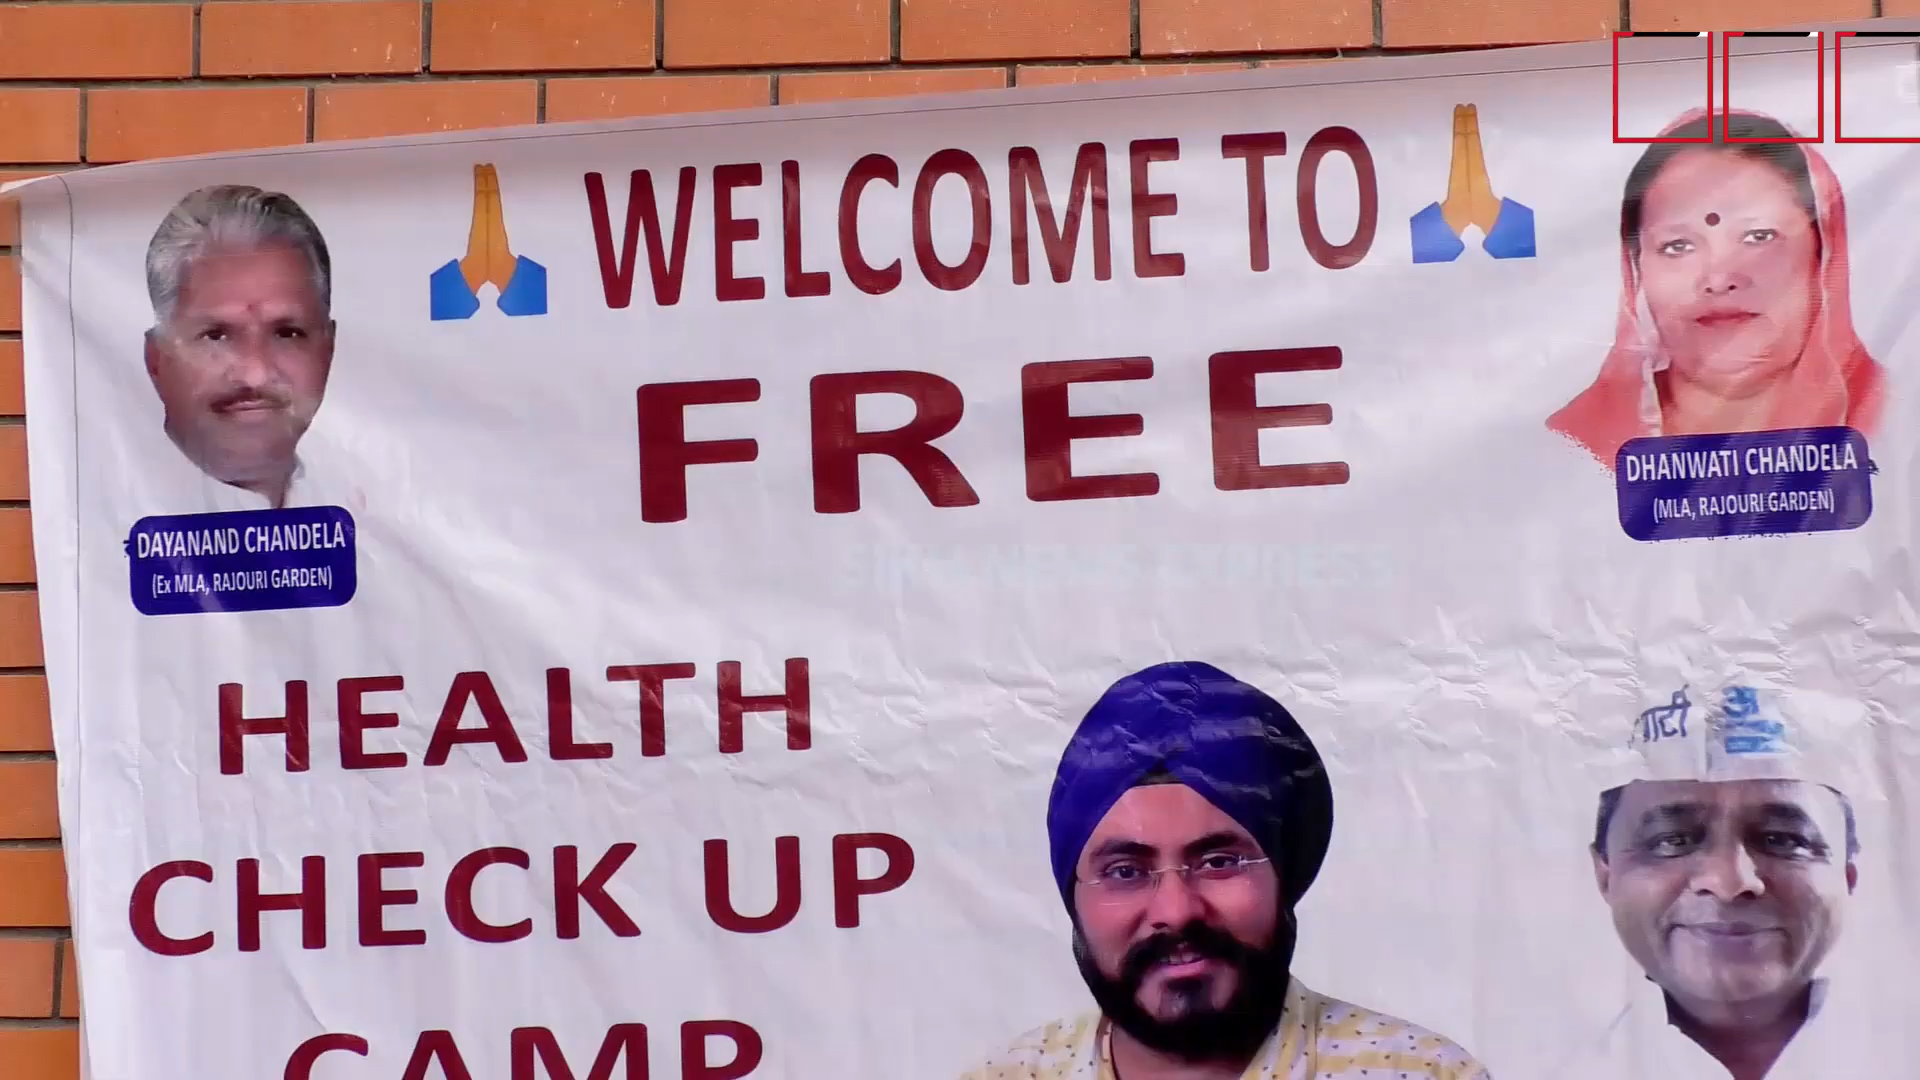 WELCOME TO
FREE
DAYANAND CHANDELA
(Ex MLA, RAJOURI GARDEN)
DHANWATI CHANDELA
(MLA, RAJOURI GARDEN)
HEALTH
CHECK UP
CAMP